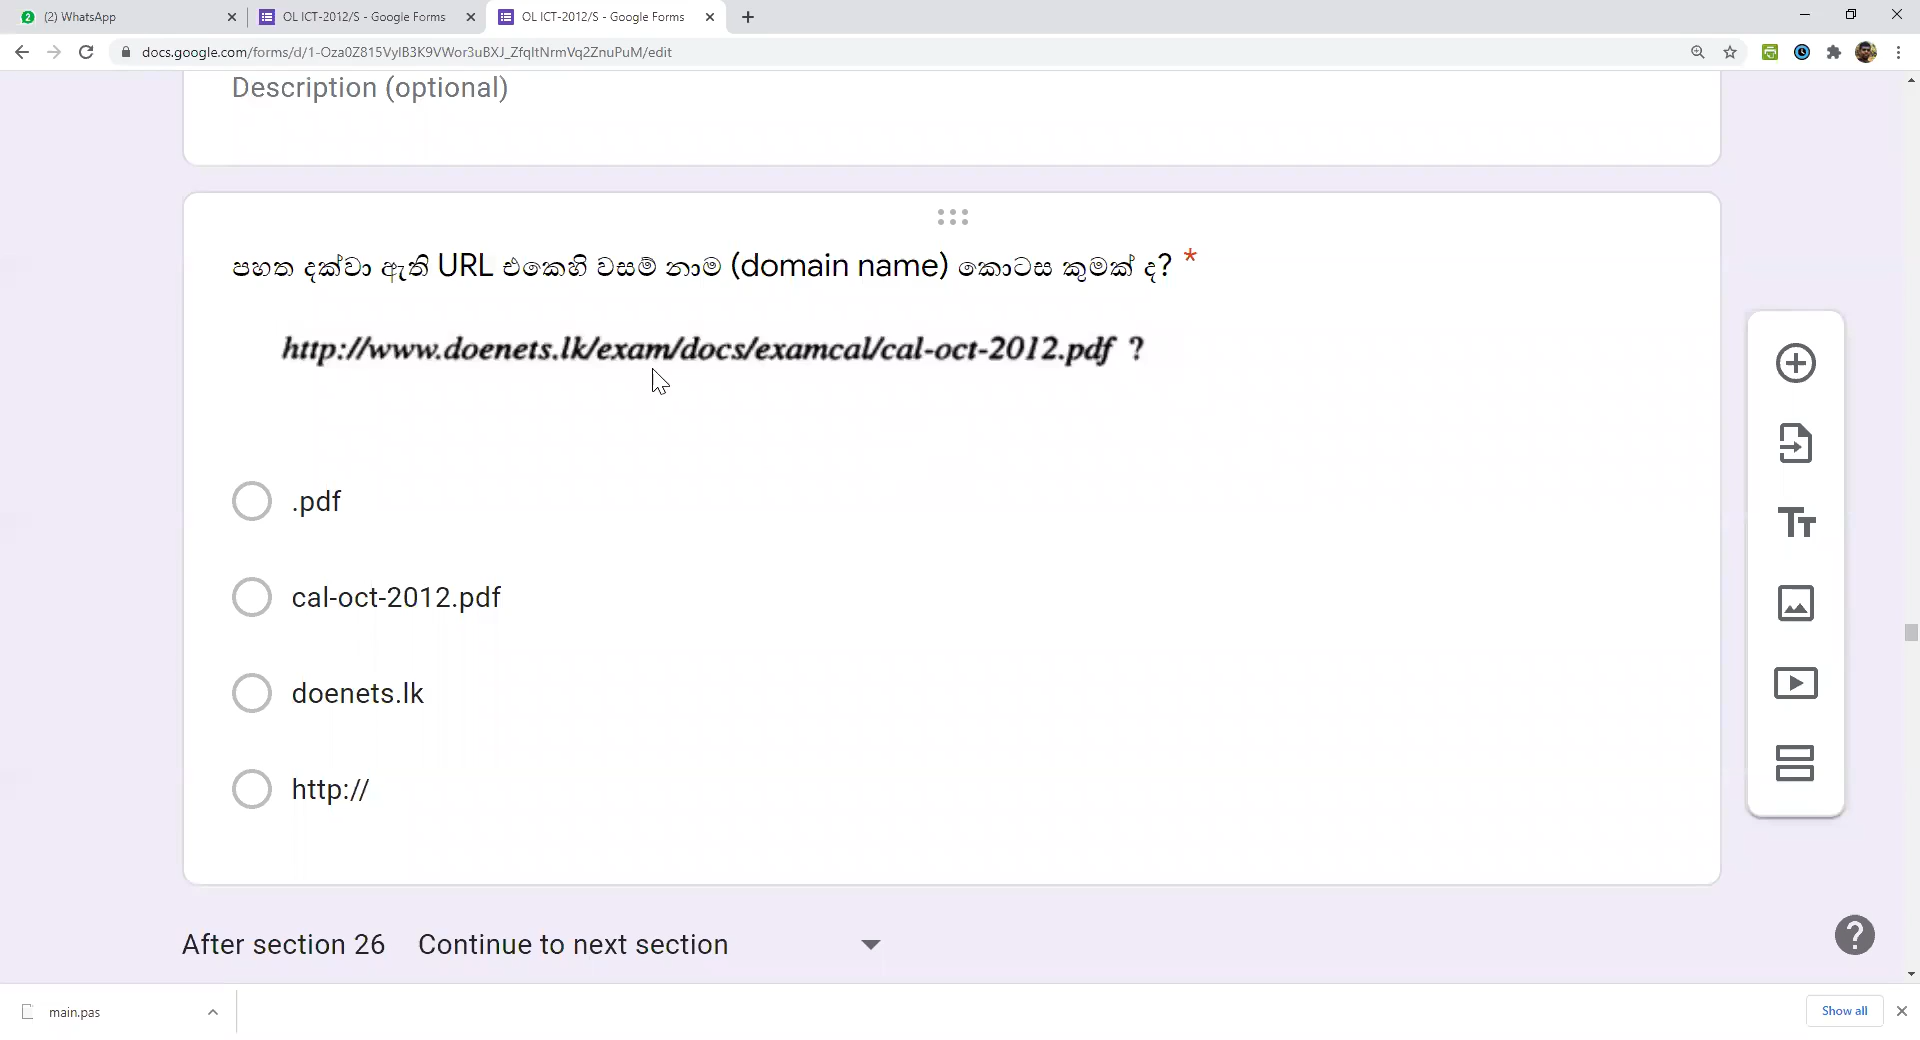 (2) WhatsApp
OL ICT-2012/S - Google Forms
OL ICT-2012/S - Google Forms
docs.google.com/forms/d/1-Oza0Z815VyIB3K9VWor3uBXJ_ZfqItNrmVq2ZnuPuM/edit
Description (optional)
පහත දක්වා ඇති URL එකෙහි වසම් නාම (domain name) කොටස කුමක් ද? *
http://www.doenets.lk/exam/docs/examcal/cal-oct-2012.pdf ?
.pdf
cal-oct-2012.pdf
doenets.lk
http://
After section 26 Continue to next section
main.pas
Show all